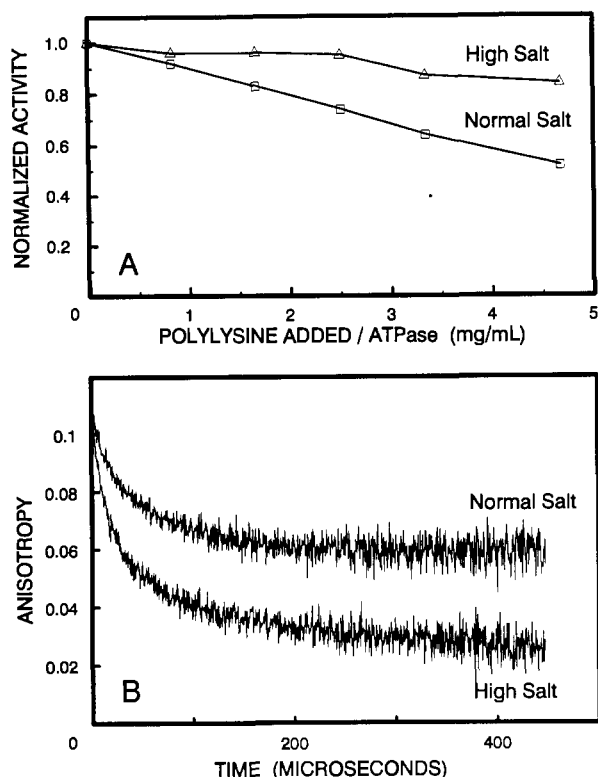 1.0
0.8
0.6
0.4
0.2
NORMALIZED ACTIVITY
High Salt
Normal Salt
A
0 1 2 3 4 5
POLYLYSINE ADDED / ATPase (mg/mL)
0.1
0.08
0.06
0.04
0.02
ANISOTROPY
Normal Salt
High Salt
B
0 200 400
TIME (MICROSECONDS)